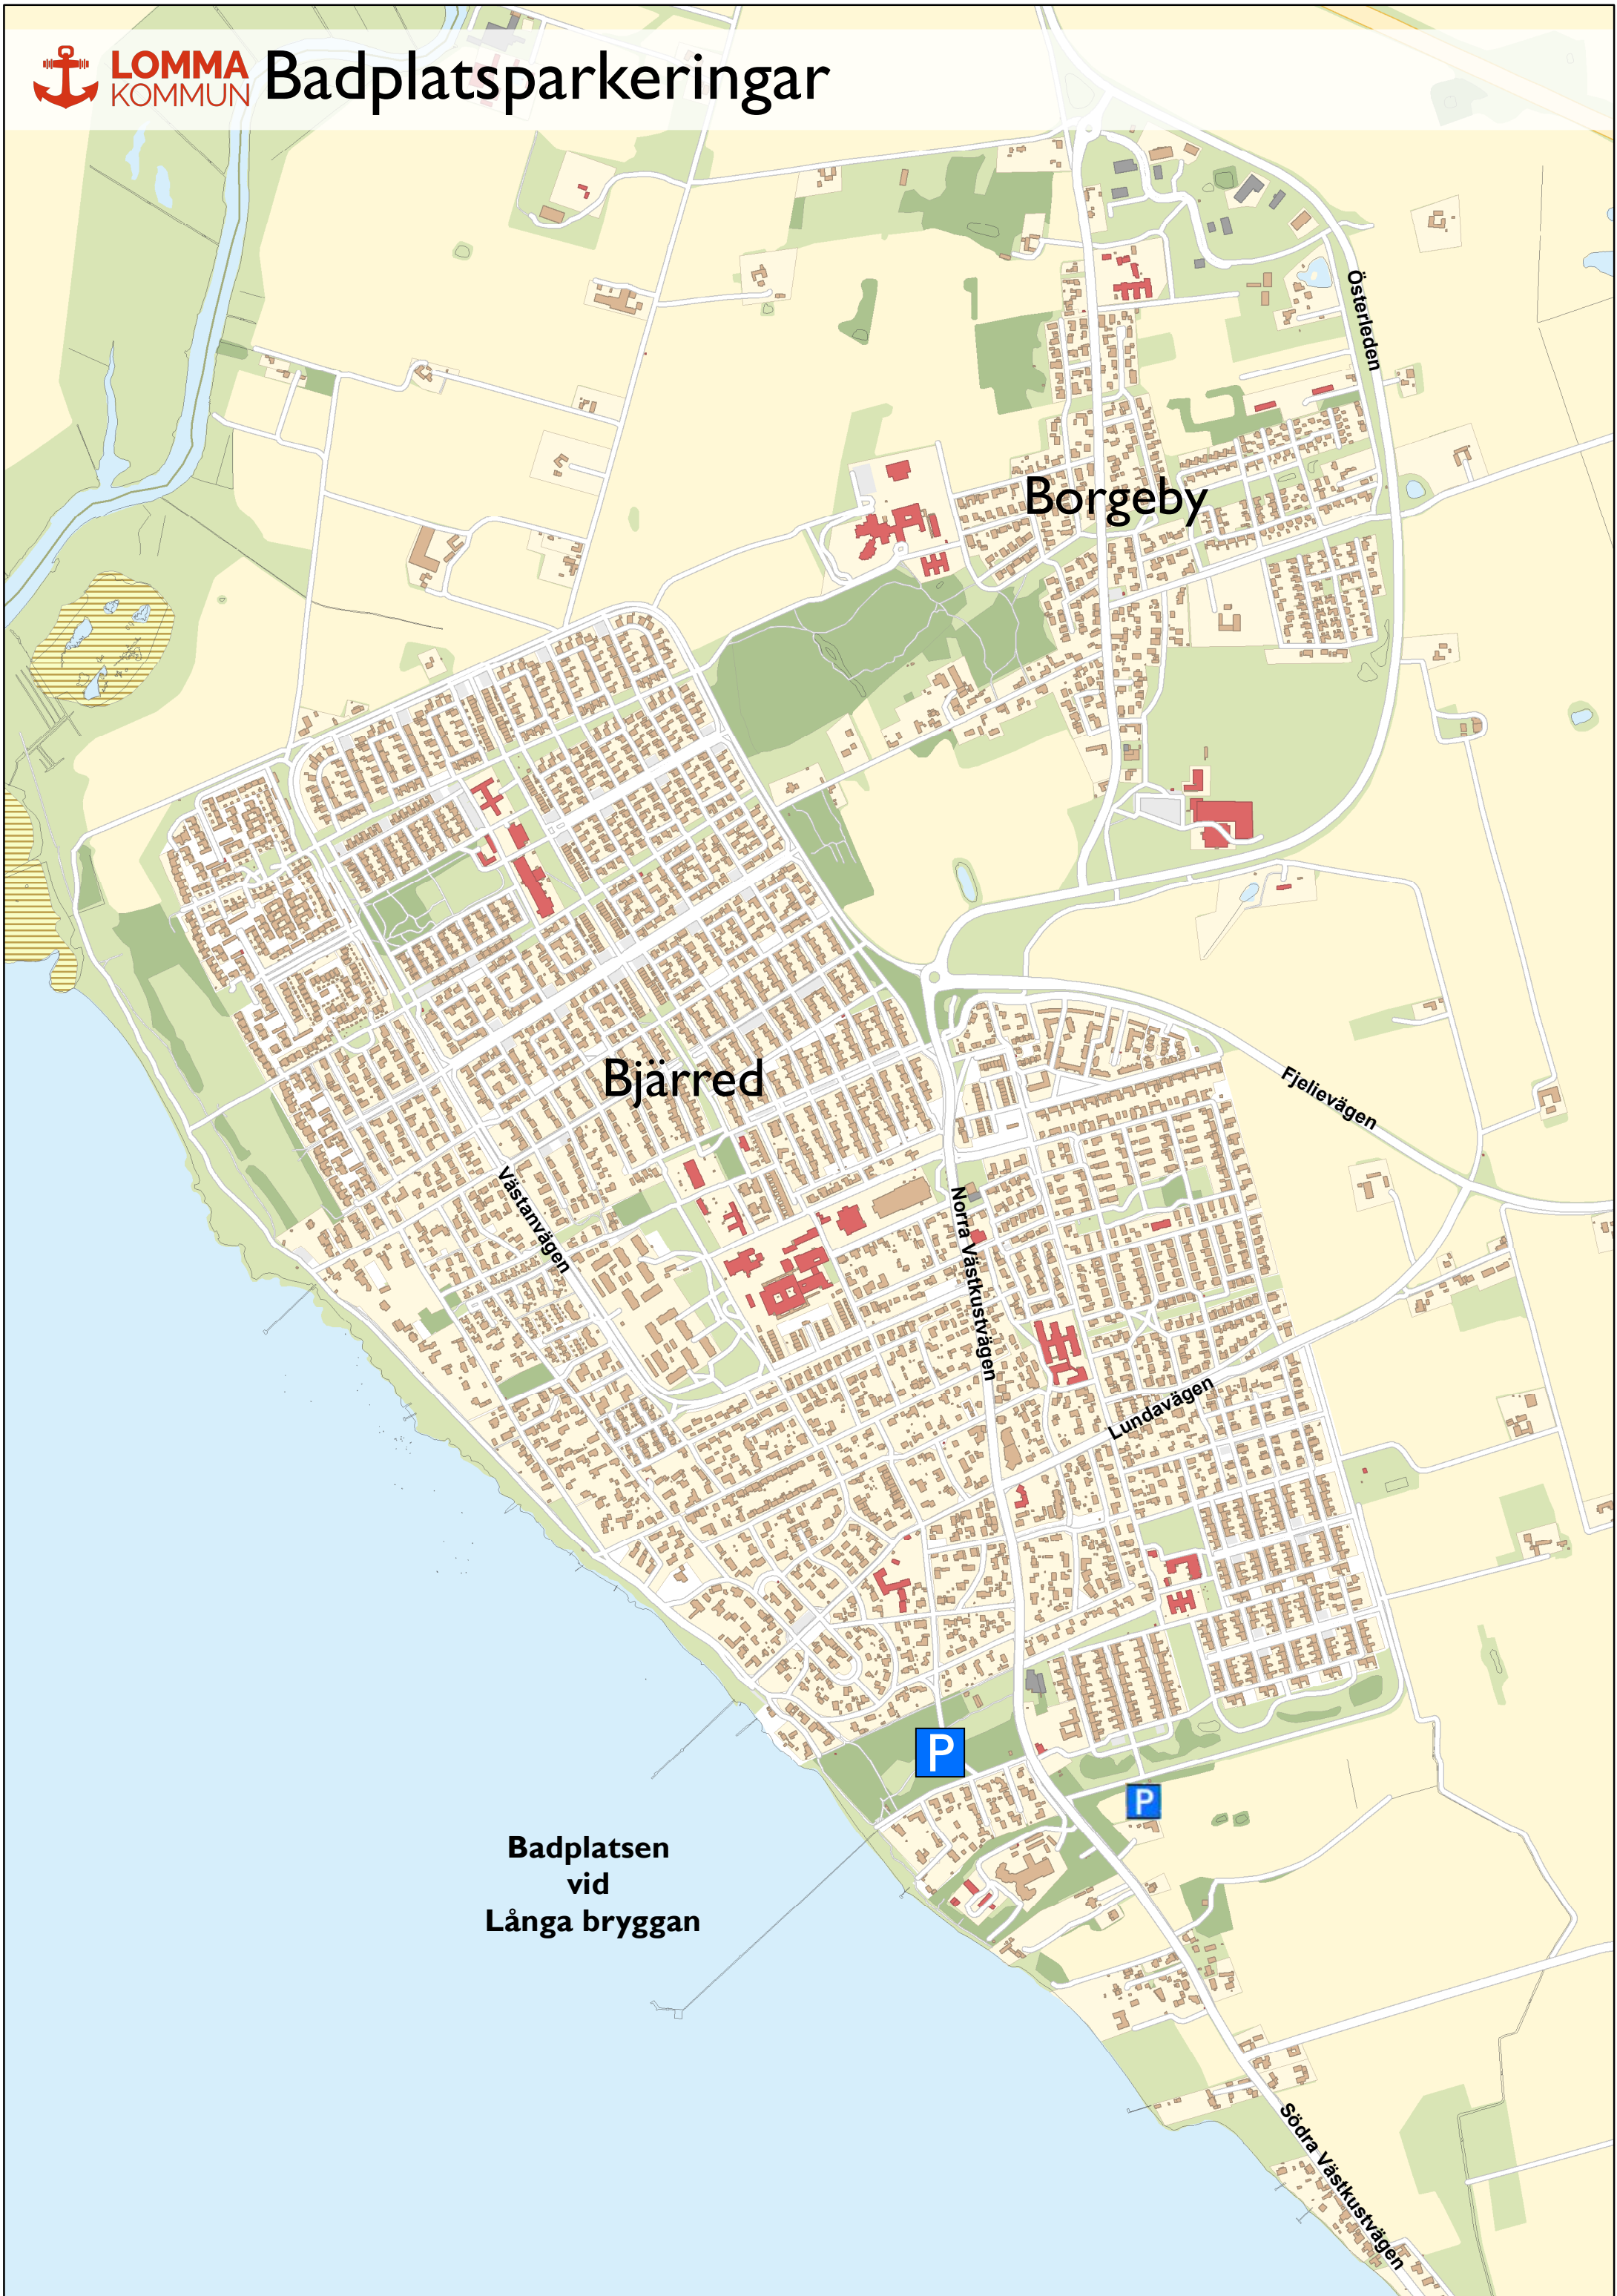 LOMMA
KOMMUN
Badplatsparkeringar
Österleden
Borgeby
Bjärred
Fjelievägen
Västanvägen
Norra Västkustvägen
Lundavägen
P
P
Badplatsen
vid
Långa bryggan
Södra Västkustvägen